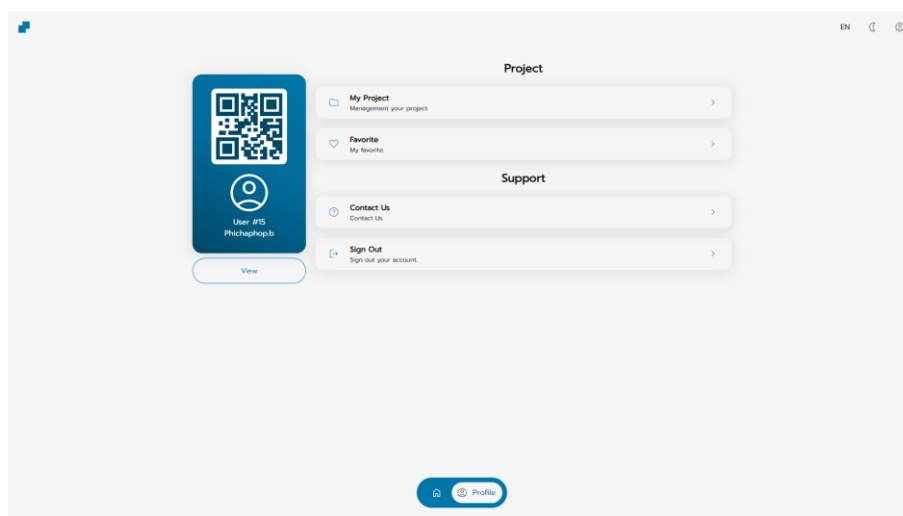 EN
Project
My Project
Management your project.
Favorite
My favorite.
Support
Contact Us
Contact Us
Sign Out
Sign out your account.
User #15
Phichaphop.b
View
Profile